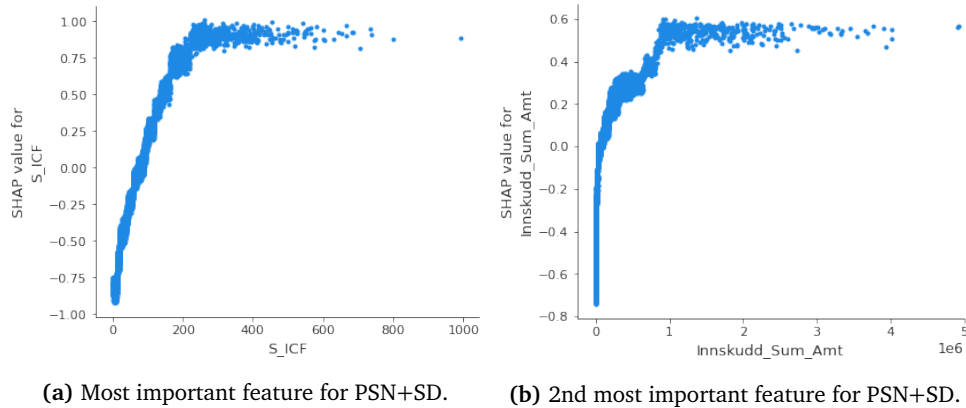 1.00
0.75
0.50
0.25
0.00
−0.25
−0.50
−0.75
−1.00
SHAP value for
S_ICF
0 200 400 600 800 1000
S_ICF
0.6
0.4
0.2
0.0
−0.2
−0.4
−0.6
−0.8
SHAP value for
Innskudd_Sum_Amt
0 1 2 3 4 5
1e6
Innskudd_Sum_Amt
(a) Most important feature for PSN+SD.
(b) 2nd most important feature for PSN+SD.